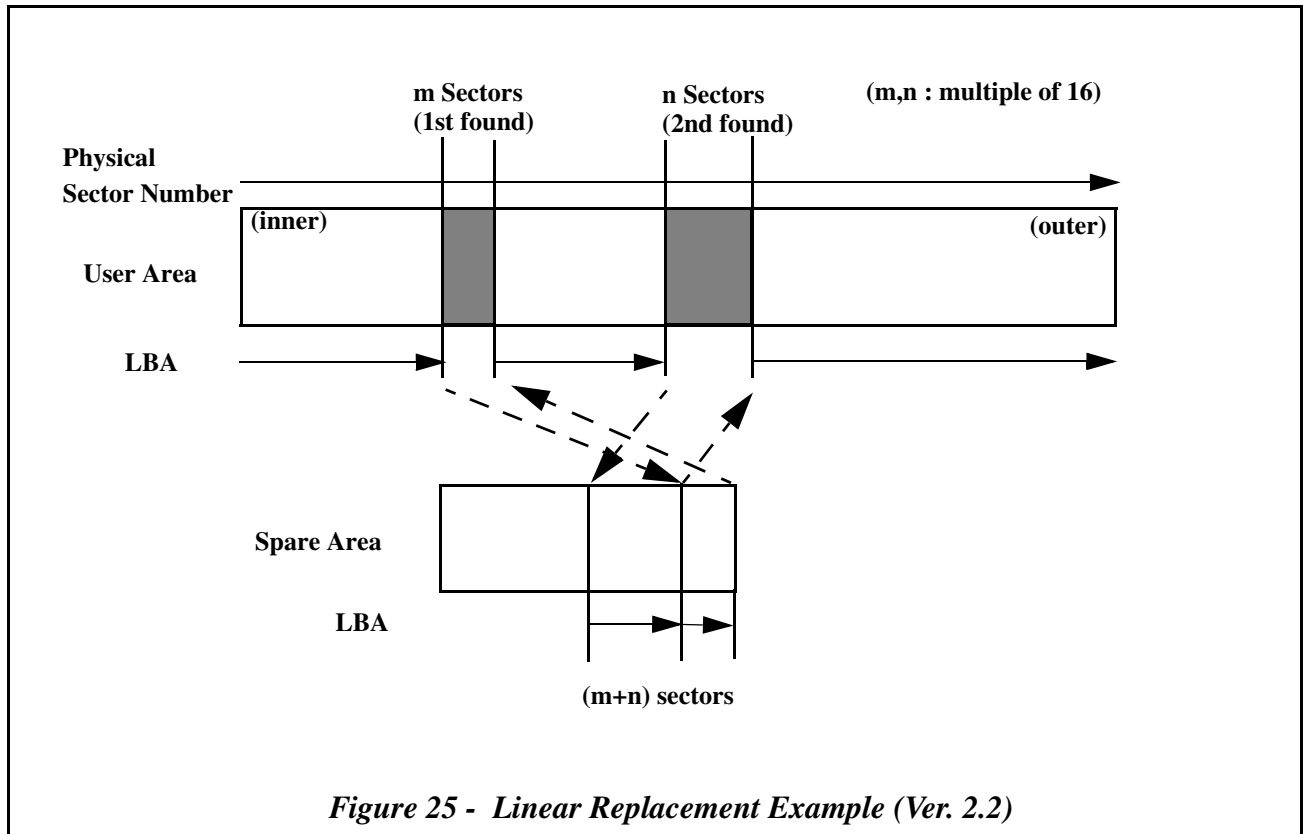 m Sectors
(1st found)
n Sectors
(2nd found)
(m,n : multiple of 16)
Physical
Sector Number
(inner)
(outer)
User Area
LBA
Spare Area
LBA
(m+n) sectors
Figure 25 - Linear Replacement Example (Ver. 2.2)